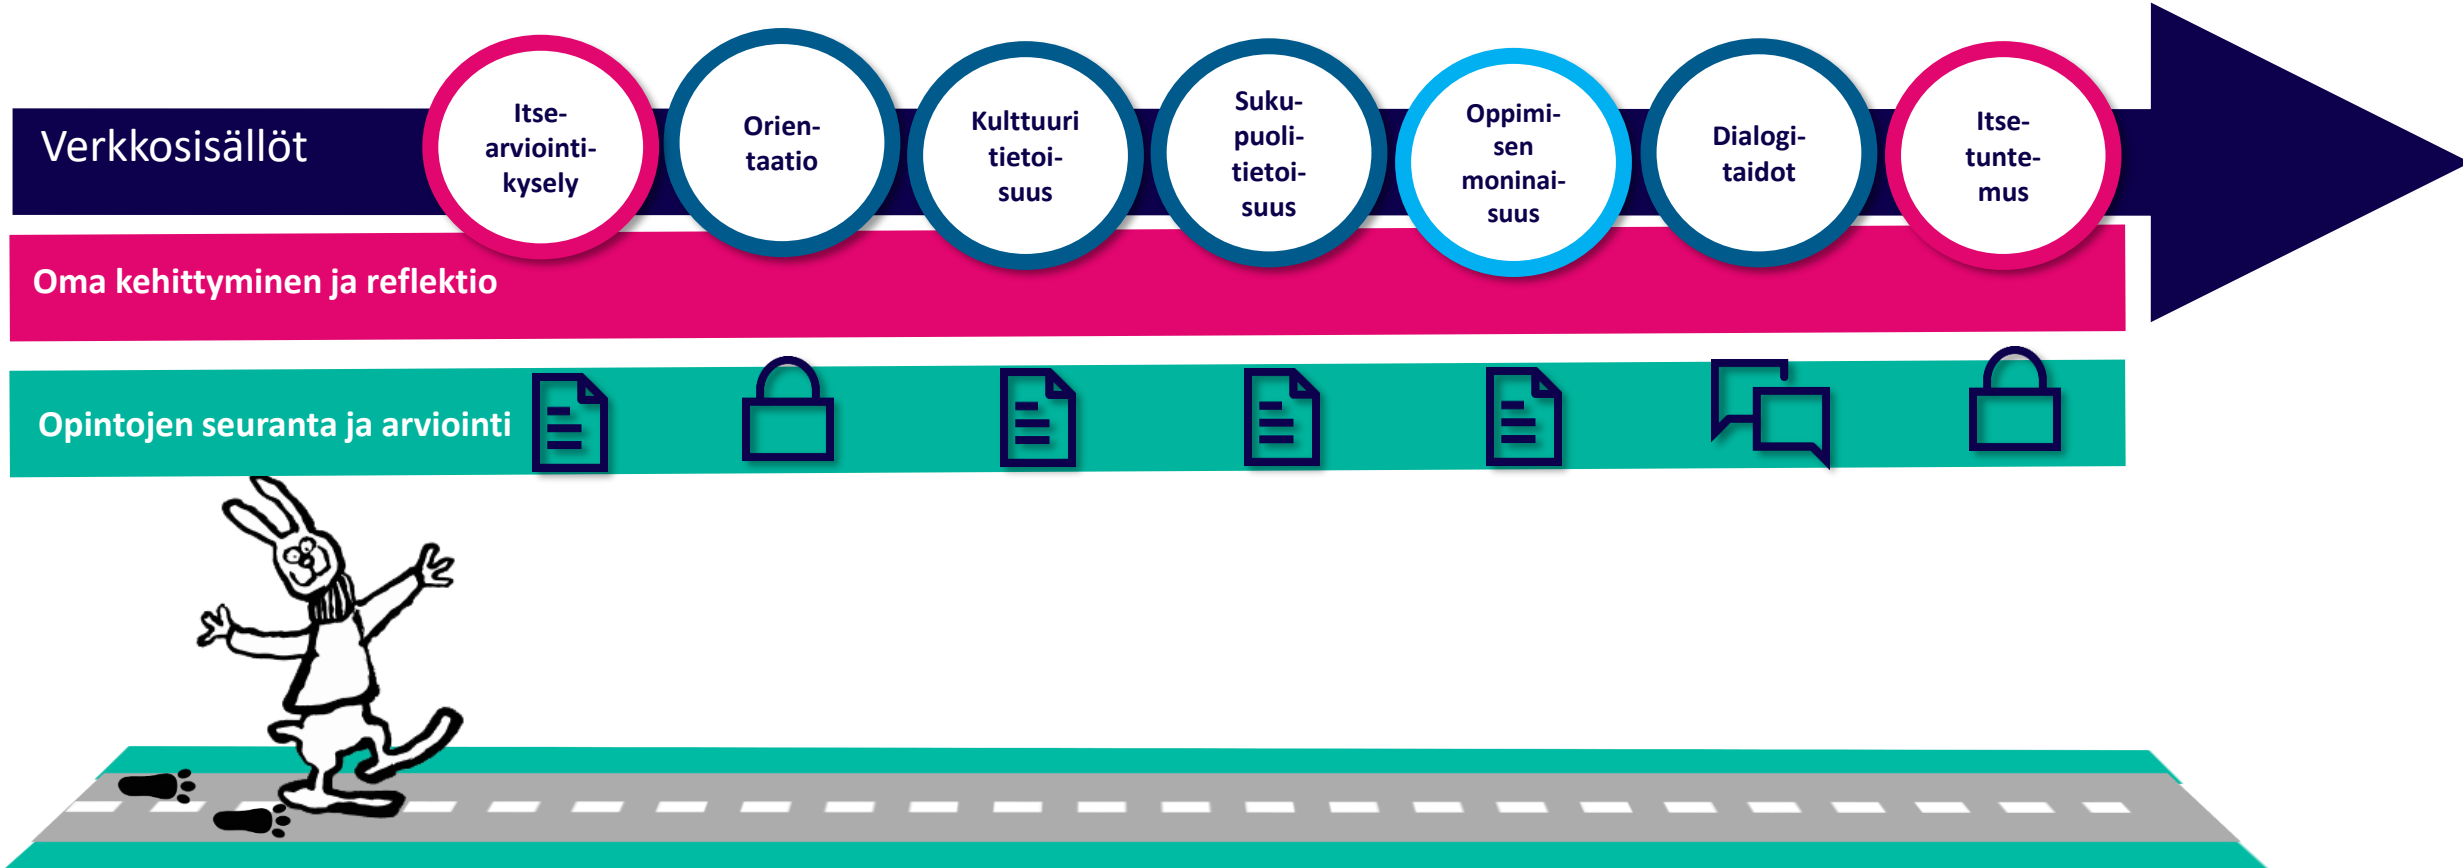 Verkkosisällöt
Itse-
arviointi-
kysely
Orien-
taatio
Kulttuuri
tietoi-
suus
Suku-
puoli-
tietoi-
suus
Oppimi-
sen
moninai-
suus
Dialogi-
taidot
Itse-
tunte-
mus
Oma kehittyminen ja reflektio
Opintojen seuranta ja arviointi